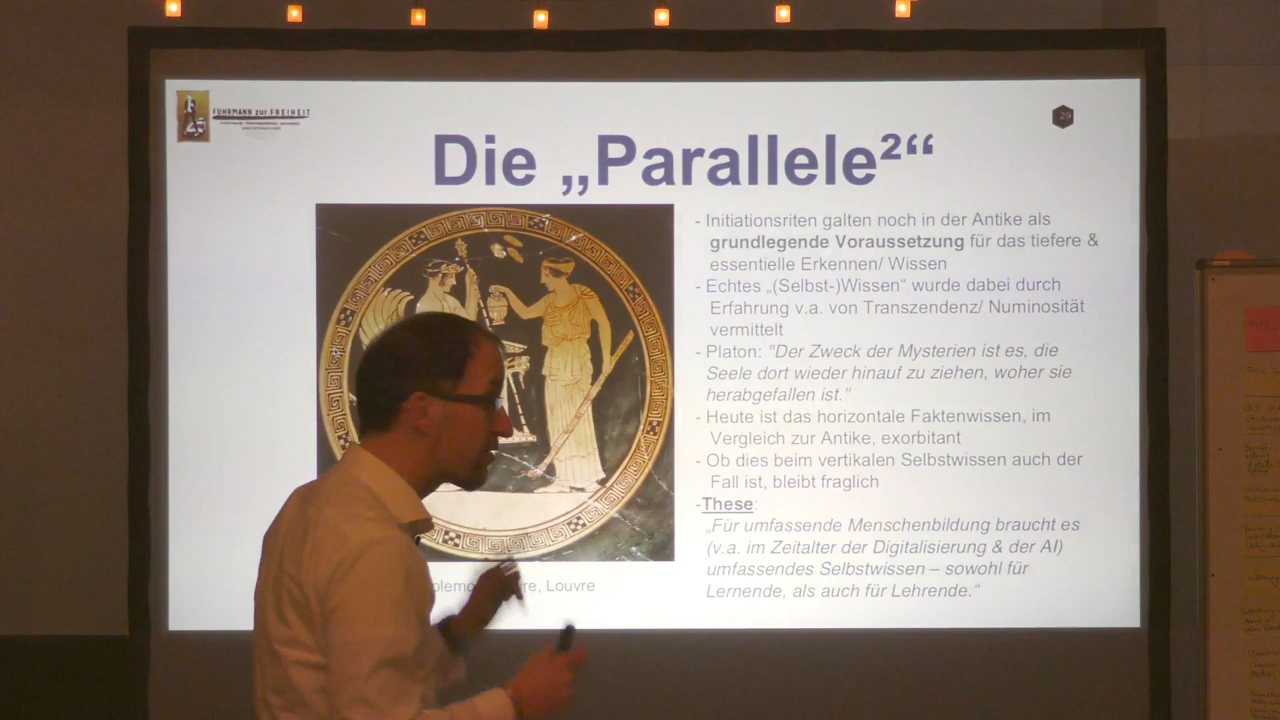 FUHRMANN zur FREIHEIT
29
Die „Parallele²“
- Initiationsriten galten noch in der Antike als
grundlegende Voraussetzung für das tiefere &
essentielle Erkennen/ Wissen
- Echtes „(Selbst-)Wissen“ wurde dabei durch
Erfahrung v.a. von Transzendenz/ Numinosität
vermittelt
- Platon: "Der Zweck der Mysterien ist es, die
Seele dort wieder hinauf zu ziehen, woher sie
herabgefallen ist."
- Heute ist das horizontale Faktenwissen, im
Vergleich zur Antike, exorbitant
- Ob dies beim vertikalen Selbstwissen auch der
Fall ist, bleibt fraglich
-These:
„Für umfassende Menschenbildung braucht es
(v.a. im Zeitalter der Digitalisierung & der AI)
umfassendes Selbstwissen – sowohl für
Lernende, als auch für Lehrende.“
Louvre